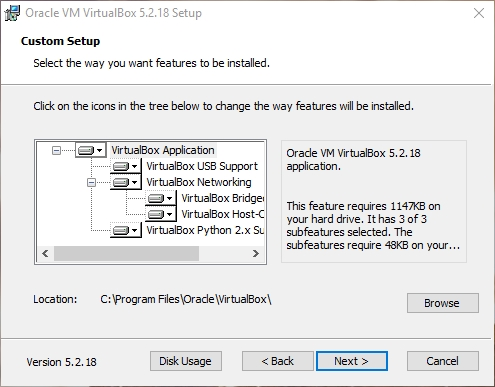 Oracle VM VirtualBox 5.2.18 Setup
Custom Setup
Select the way you want features to be installed.
Click on the icons in the tree below to change the way features will be installed.
VirtualBox Application
VirtualBox USB Support
VirtualBox Networking
VirtualBox Bridge
VirtualBox Host-C
VirtualBox Python 2.x Su
Oracle VM VirtualBox 5.2.18
application.
This feature requires 1147KB on
your hard drive. It has 3 of 3
subfeatures selected. The
subfeatures require 48KB on your...
Location: C:\Program Files\Oracle\VirtualBox\
Browse
Version 5.2.18
Disk Usage
< Back
Next >
Cancel